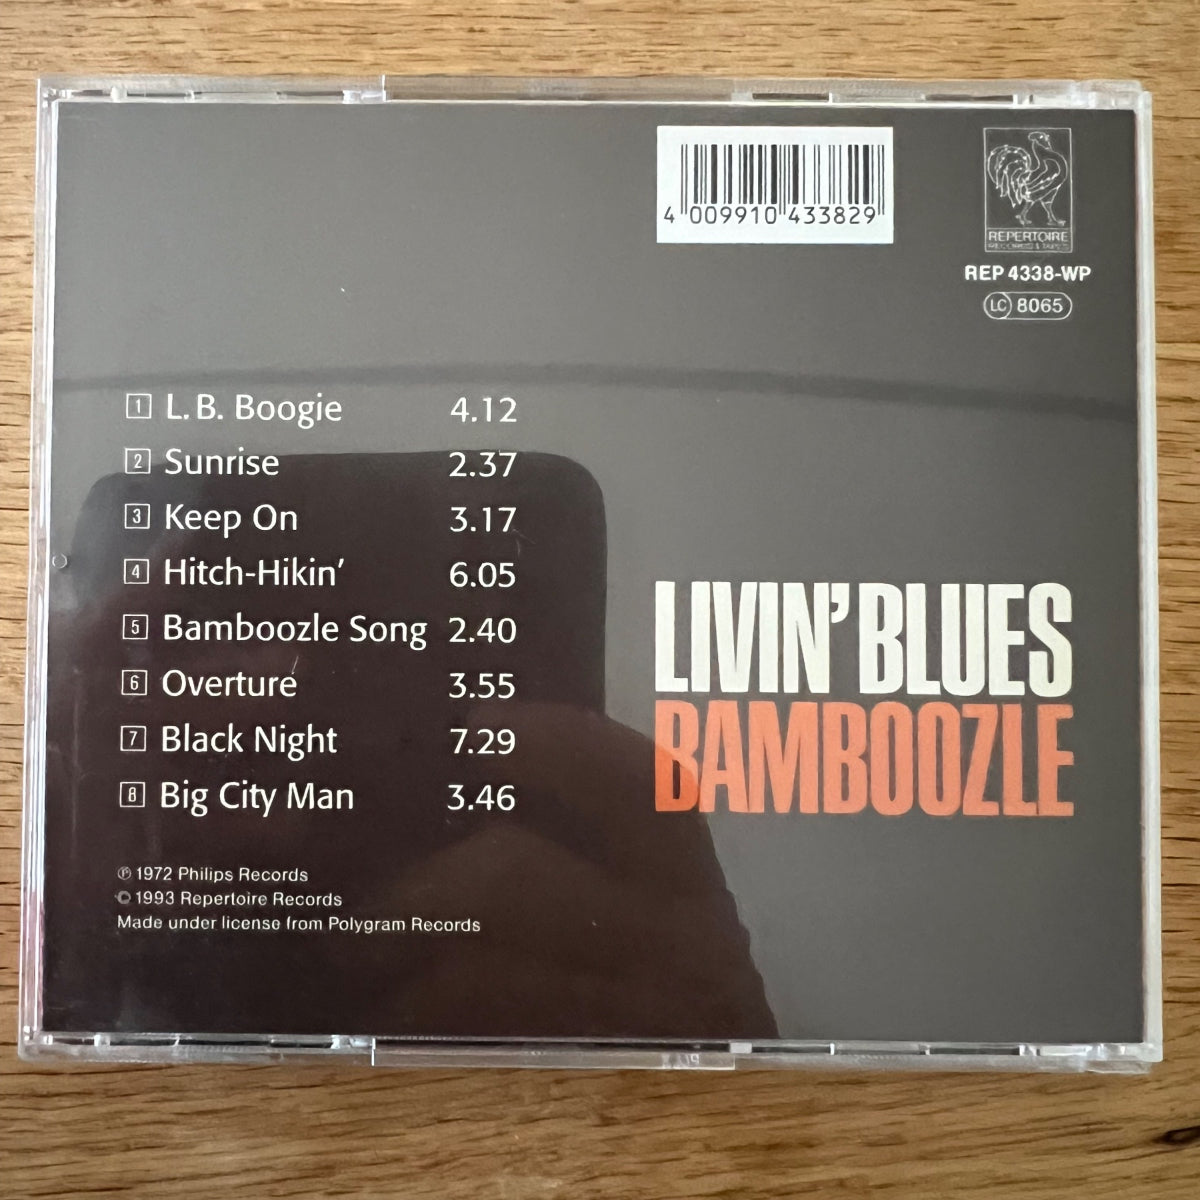 4 009910 433829
REPERTOIRE
RECORDS & TAPES
REP 4338-WP
LC 8065
1 L.B. Boogie 4.12
2 Sunrise 2.37
3 Keep On 3.17
4 Hitch-Hikin’ 6.05
5 Bamboozle Song 2.40
6 Overture 3.55
7 Black Night 7.29
8 Big City Man 3.46
LIVIN’ BLUES
BAMBOOZLE
℗ 1972 Philips Records
© 1993 Repertoire Records
Made under license from Polygram Records